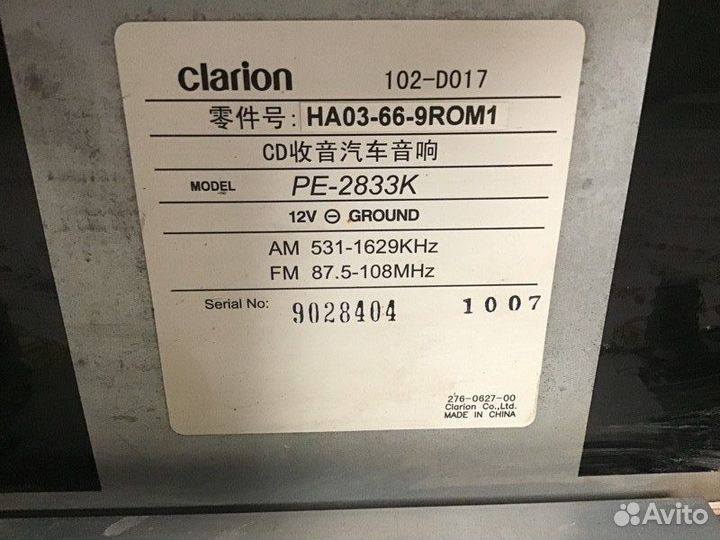 clarion 102-D017
零件号: HA03-66-9ROM1
CD收音汽车音响
MODEL PE-2833K
12V ⊖ GROUND
AM 531-1629KHz
FM 87.5-108MHz
Serial No: 9028404 1007
276-0627-00
Clarion Co.,Ltd.
MADE IN CHINA
Avito